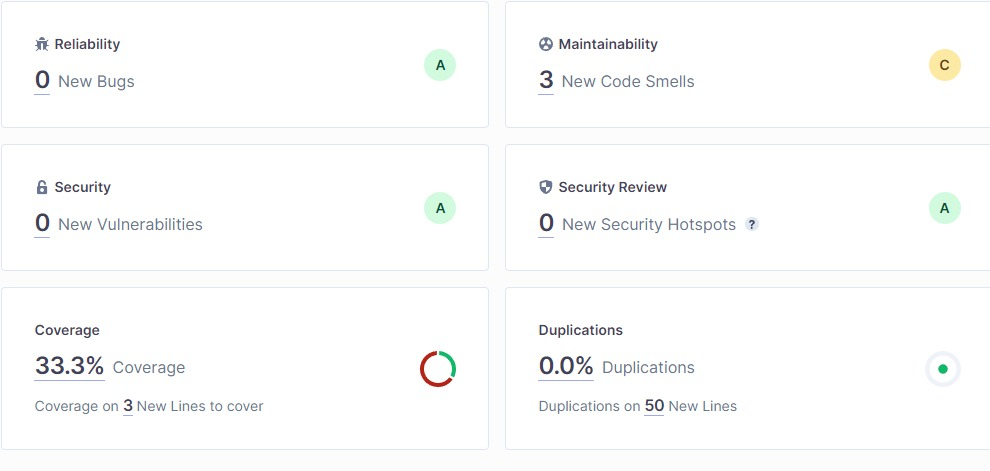 Reliability
0 New Bugs
A
Maintainability
3 New Code Smells
C
Security
0 New Vulnerabilities
A
Security Review
0 New Security Hotspots ?
A
Coverage
33.3% Coverage
Coverage on 3 New Lines to cover
Duplications
0.0% Duplications
Duplications on 50 New Lines